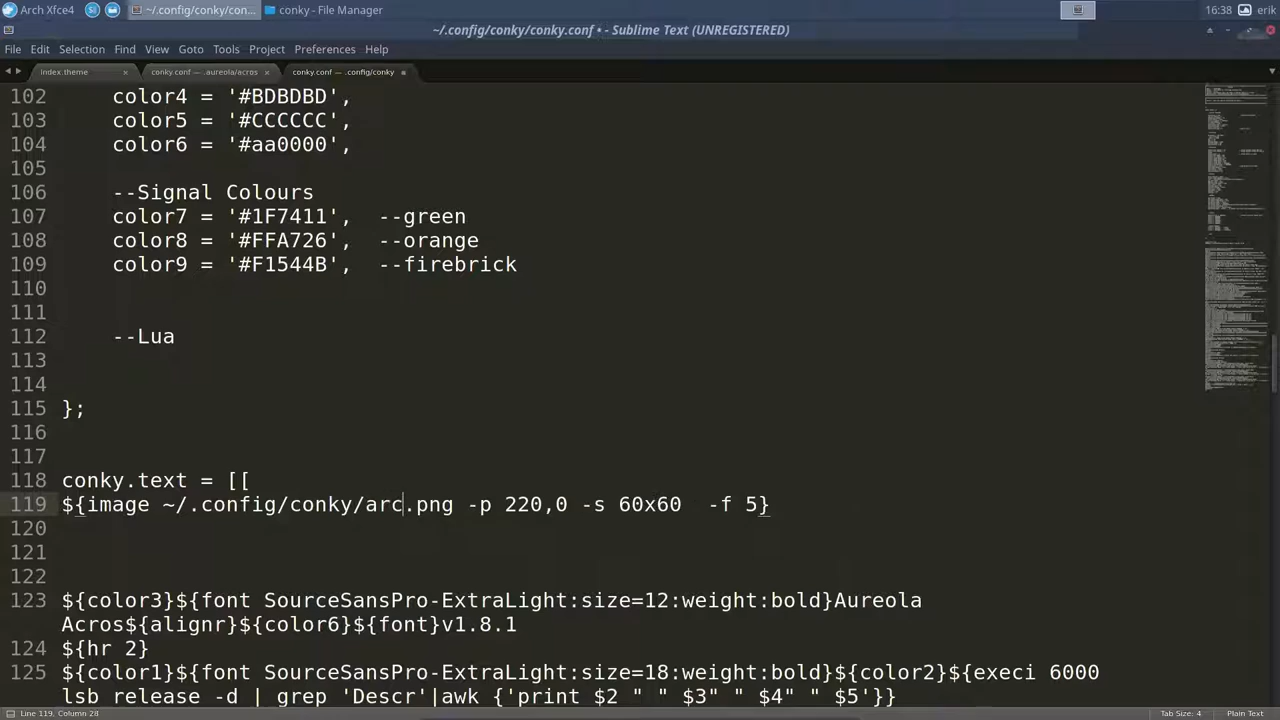 Arch Xfce4 ~/.config/conky/con... conky - File Manager 16:38 erik
~/.config/conky/conky.conf • - Sublime Text (UNREGISTERED)
File Edit Selection Find View Goto Tools Project Preferences Help
index.theme × conky.conf — .aureola/acros × conky.conf — .config/conky
102 color4 = '#BDBDBD',
103 color5 = '#CCCCCC',
104 color6 = '#aa0000',
105
106 --Signal Colours
107 color7 = '#1F7411', --green
108 color8 = '#FFA726', --orange
109 color9 = '#F1544B', --firebrick
110
111
112 --Lua
113
114
115 };
116
117
118 conky.text = [[
119 ${image ~/.config/conky/arc.png -p 220,0 -s 60x60  -f 5}
120
121
122
123 ${color3}${font SourceSansPro-ExtraLight:size=12:weight:bold}Aureola
Acros${alignr}${color6}${font}v1.8.1
124 ${hr 2}
125 ${color1}${font SourceSansPro-ExtraLight:size=18:weight:bold}${color2}${execi 6000
lsb_release -d | grep 'Descr'|awk {'print $2 " " $3" " $4" " $5'}}
Line 119, Column 28 Tab Size: 4 Plain Text